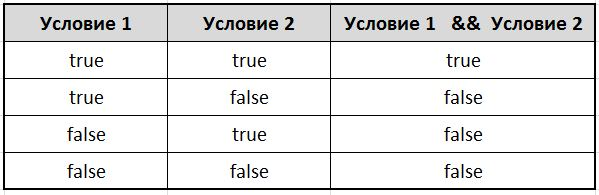 Условие 1 Условие 2 Условие 1 && Условие 2
true true true
true false false
false true false
false false false